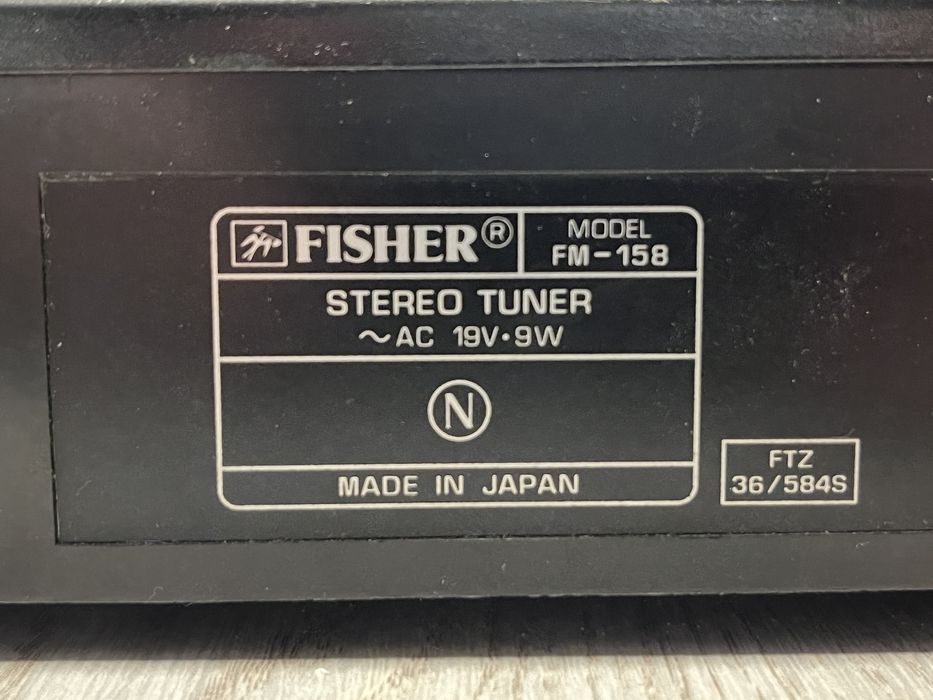 FISHER®
MODEL
FM-158
STEREO TUNER
~AC 19V·9W
N
MADE IN JAPAN
FTZ
36/584S